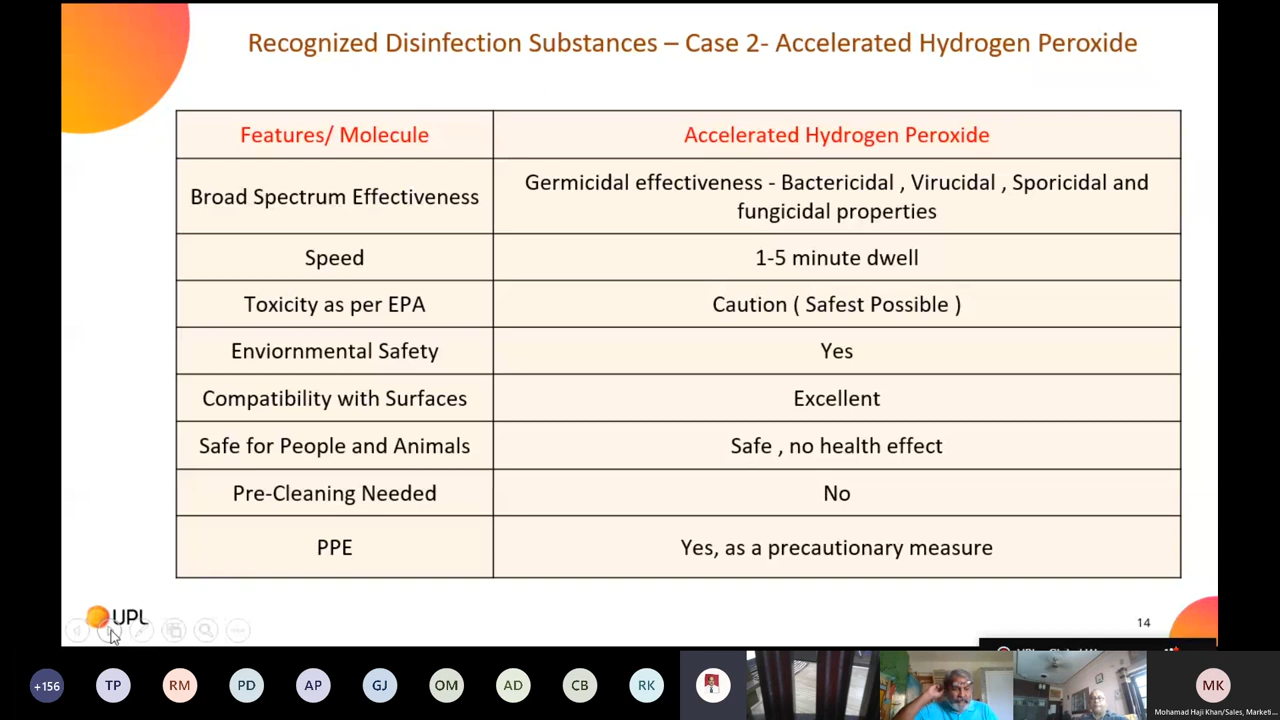 Recognized Disinfection Substances – Case 2- Accelerated Hydrogen Peroxide
Features/ Molecule
Accelerated Hydrogen Peroxide
Broad Spectrum Effectiveness
Germicidal effectiveness - Bactericidal , Virucidal , Sporicidal and
fungicidal properties
Speed
1-5 minute dwell
Toxicity as per EPA
Caution ( Safest Possible )
Enviornmental Safety
Yes
Compatibility with Surfaces
Excellent
Safe for People and Animals
Safe , no health effect
Pre-Cleaning Needed
No
PPE
Yes, as a precautionary measure
UPL
14
+156
TP
RM
PD
AP
GJ
OM
AD
CB
RK
MK
Mohamad Haji Khan/Sales, Marketi...